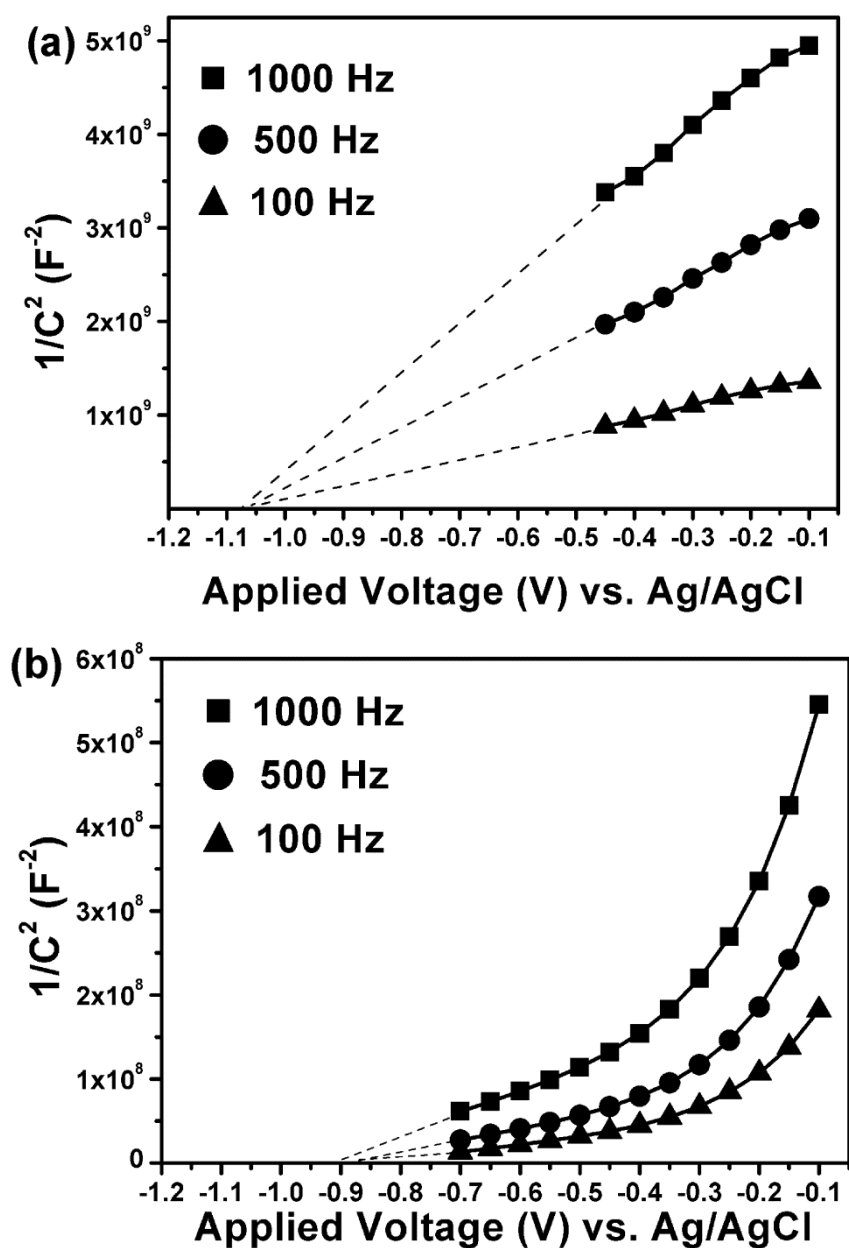 (a)
5x10⁹
4x10⁹
3x10⁹
2x10⁹
1x10⁹
1/C² (F⁻²)
1000 Hz
500 Hz
100 Hz
-1.2 -1.1 -1.0 -0.9 -0.8 -0.7 -0.6 -0.5 -0.4 -0.3 -0.2 -0.1
Applied Voltage (V) vs. Ag/AgCl
(b)
6x10⁸
5x10⁸
4x10⁸
3x10⁸
2x10⁸
1x10⁸
0
1/C² (F⁻²)
1000 Hz
500 Hz
100 Hz
-1.2 -1.1 -1.0 -0.9 -0.8 -0.7 -0.6 -0.5 -0.4 -0.3 -0.2 -0.1
Applied Voltage (V) vs. Ag/AgCl